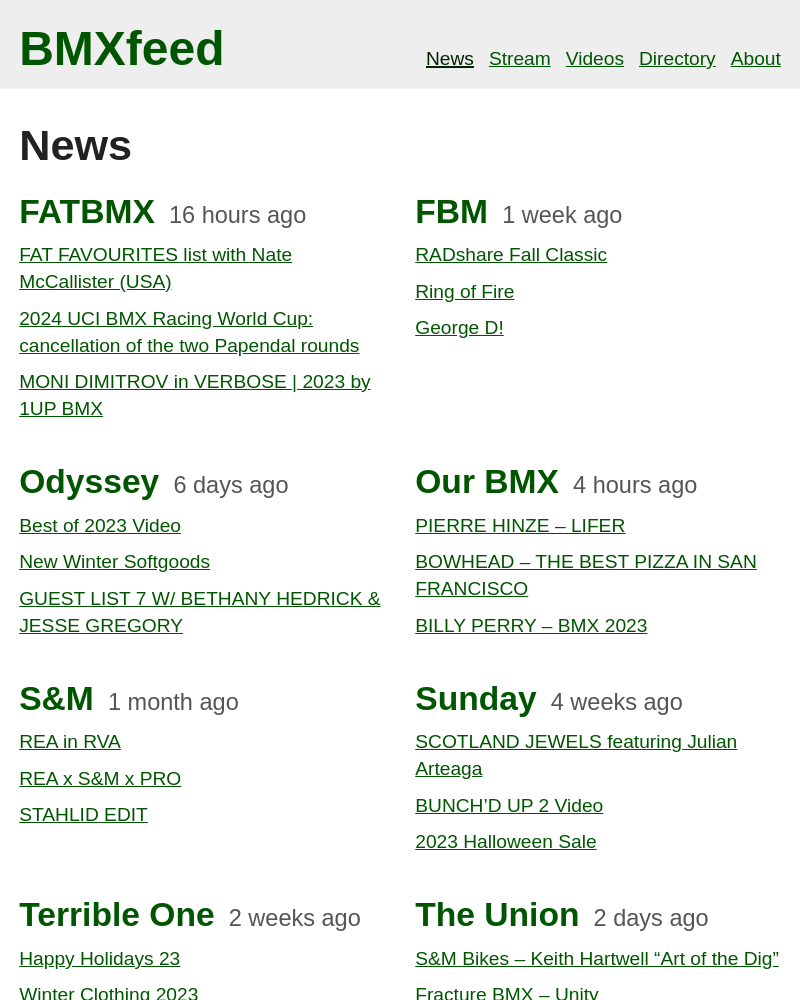 BMXfeed
News Stream Videos Directory About
News
FATBMX 16 hours ago
FAT FAVOURITES list with Nate
McCallister (USA)
2024 UCI BMX Racing World Cup:
cancellation of the two Papendal rounds
MONI DIMITROV in VERBOSE | 2023 by
1UP BMX
FBM 1 week ago
RADshare Fall Classic
Ring of Fire
George D!
Odyssey 6 days ago
Best of 2023 Video
New Winter Softgoods
GUEST LIST 7 W/ BETHANY HEDRICK &
JESSE GREGORY
Our BMX 4 hours ago
PIERRE HINZE – LIFER
BOWHEAD – THE BEST PIZZA IN SAN
FRANCISCO
BILLY PERRY – BMX 2023
S&M 1 month ago
REA in RVA
REA x S&M x PRO
STAHLID EDIT
Sunday 4 weeks ago
SCOTLAND JEWELS featuring Julian
Arteaga
BUNCH’D UP 2 Video
2023 Halloween Sale
Terrible One 2 weeks ago
Happy Holidays 23
Winter Clothing 2023
The Union 2 days ago
S&M Bikes – Keith Hartwell “Art of the Dig”
Fracture BMX – Unity